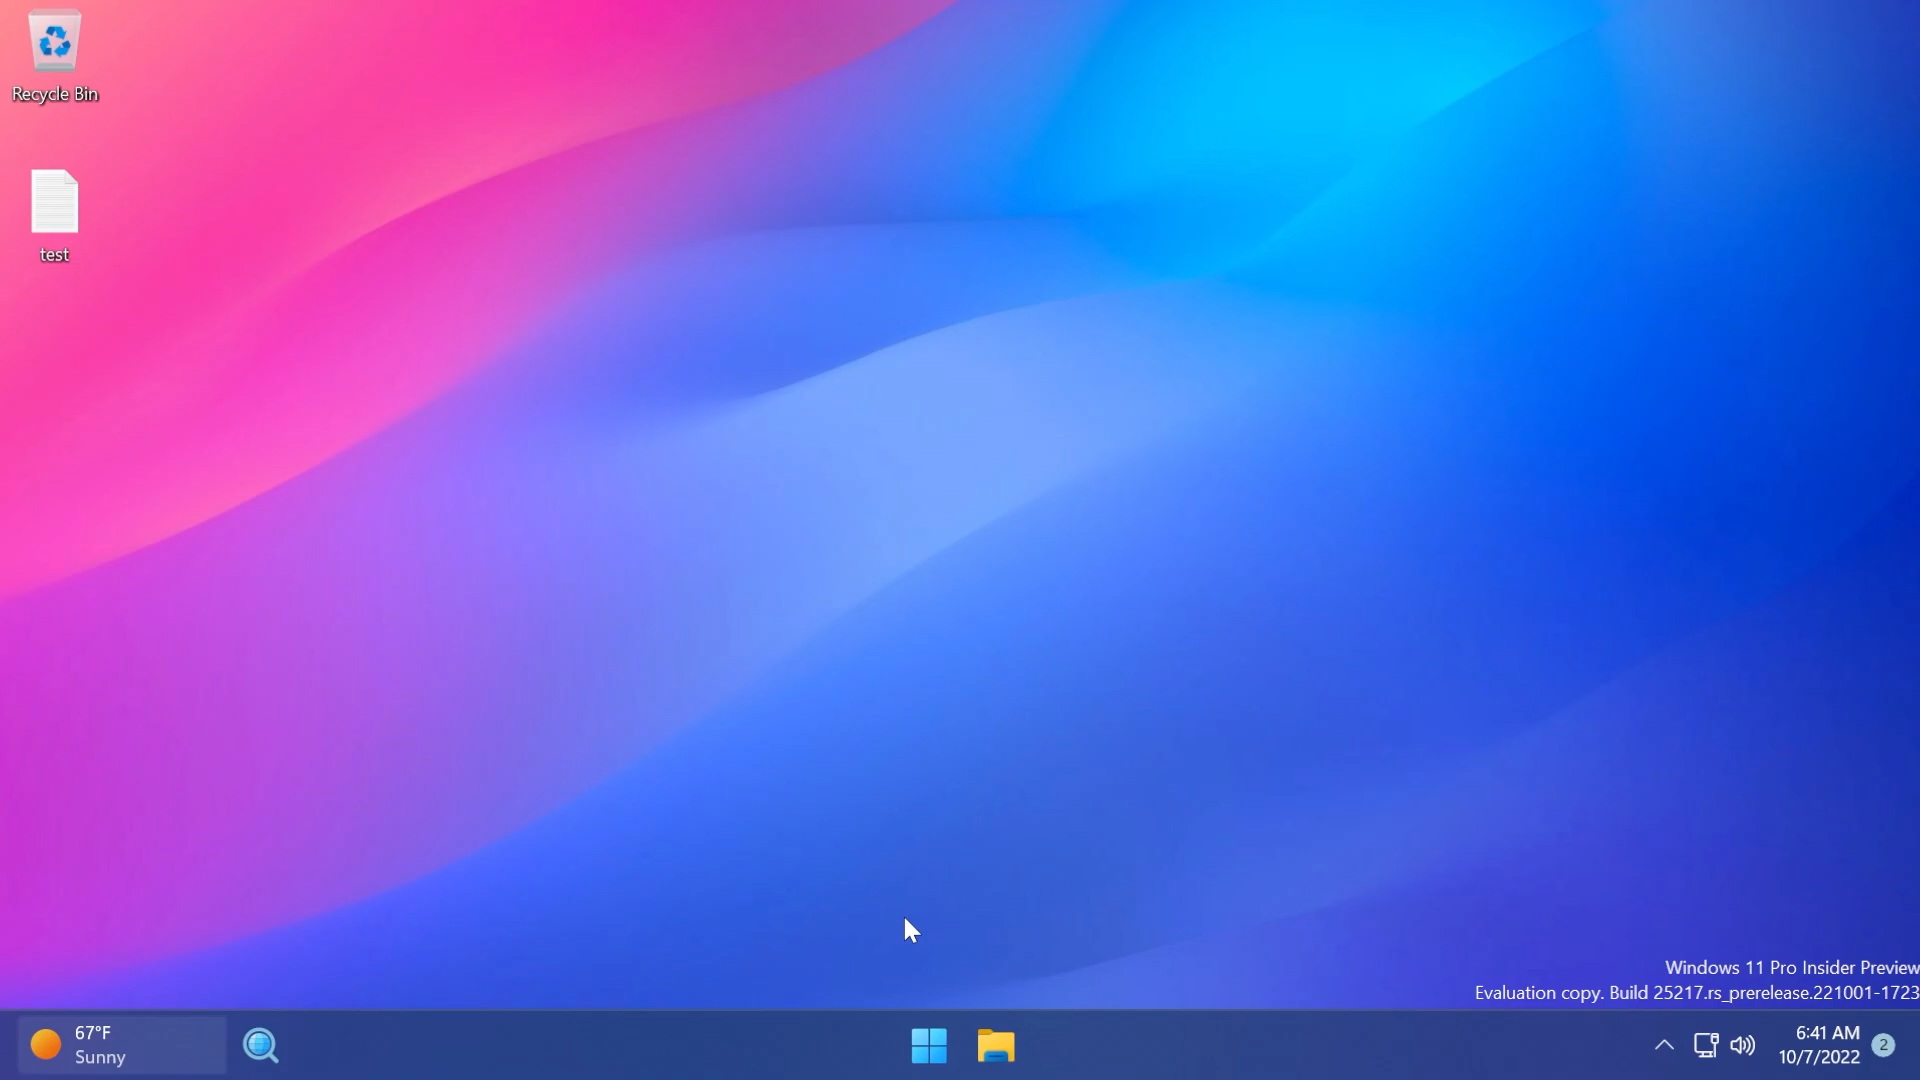 Recycle Bin
test
Windows 11 Pro Insider Preview
Evaluation copy. Build 25217.rs_prerelease.221001-1723
67°F
Sunny
6:41 AM
10/7/2022
2